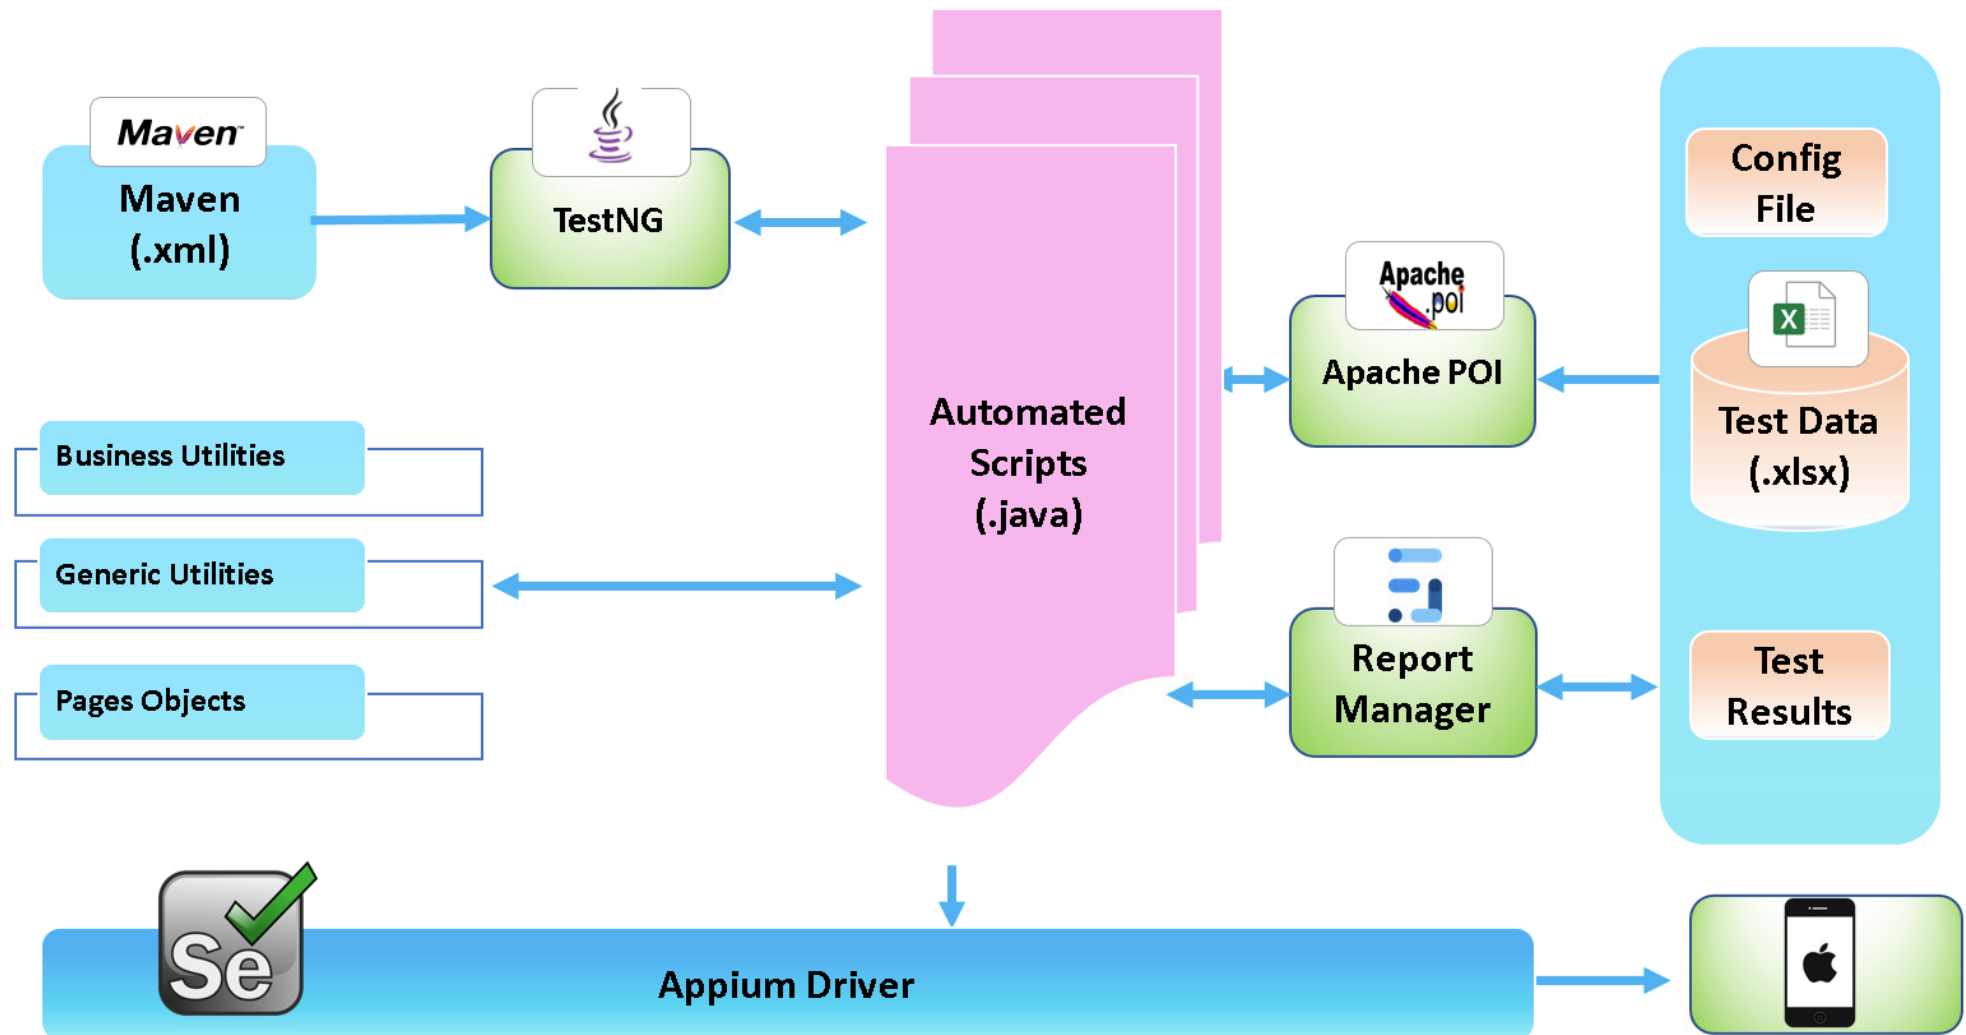 Maven™
Maven
(.xml)
TestNG
Business Utilities
Generic Utilities
Pages Objects
Automated
Scripts
(.java)
Apache
.poi
Apache POI
Report
Manager
Config
File
X
Test Data
(.xlsx)
Test
Results
Se
Appium Driver